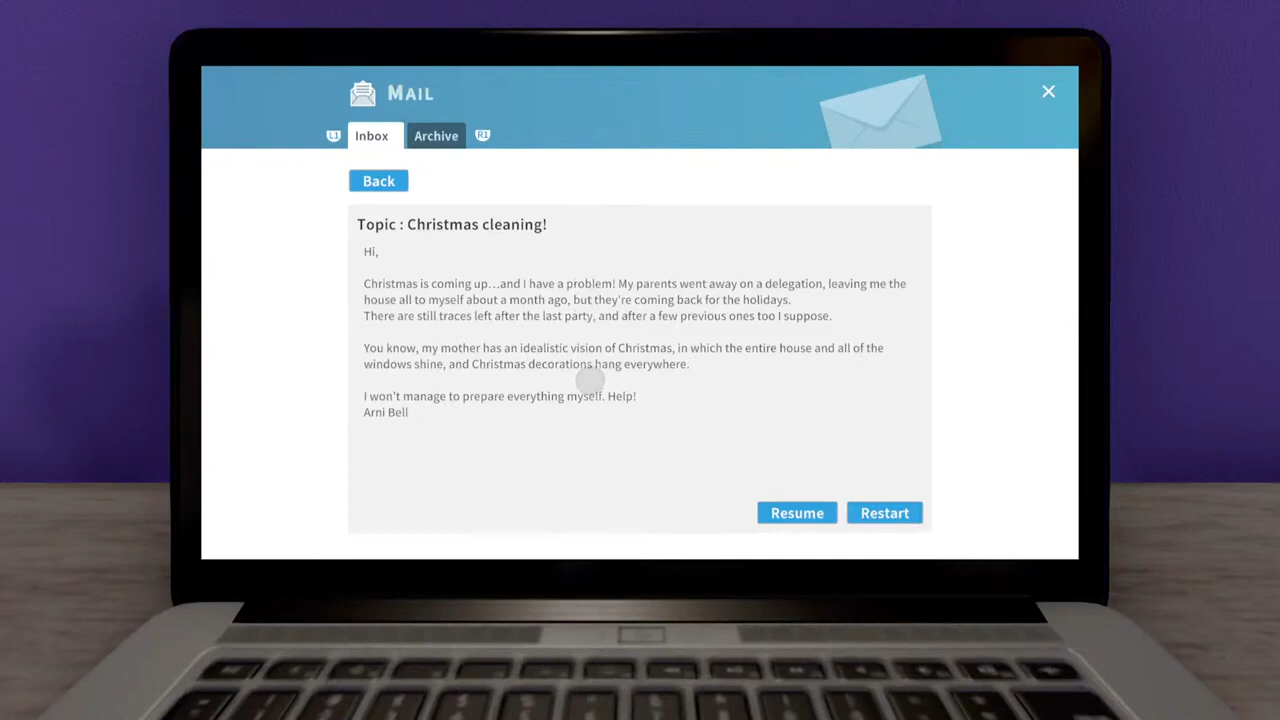 MAIL
L1 Inbox Archive R1
Back
Topic : Christmas cleaning!
Hi,
Christmas is coming up...and I have a problem! My parents went away on a delegation, leaving me the
house all to myself about a month ago, but they're coming back for the holidays.
There are still traces left after the last party, and after a few previous ones too I suppose.
You know, my mother has an idealistic vision of Christmas, in which the entire house and all of the
windows shine, and Christmas decorations hang everywhere.
I won't manage to prepare everything myself. Help!
Arni Bell
Resume Restart